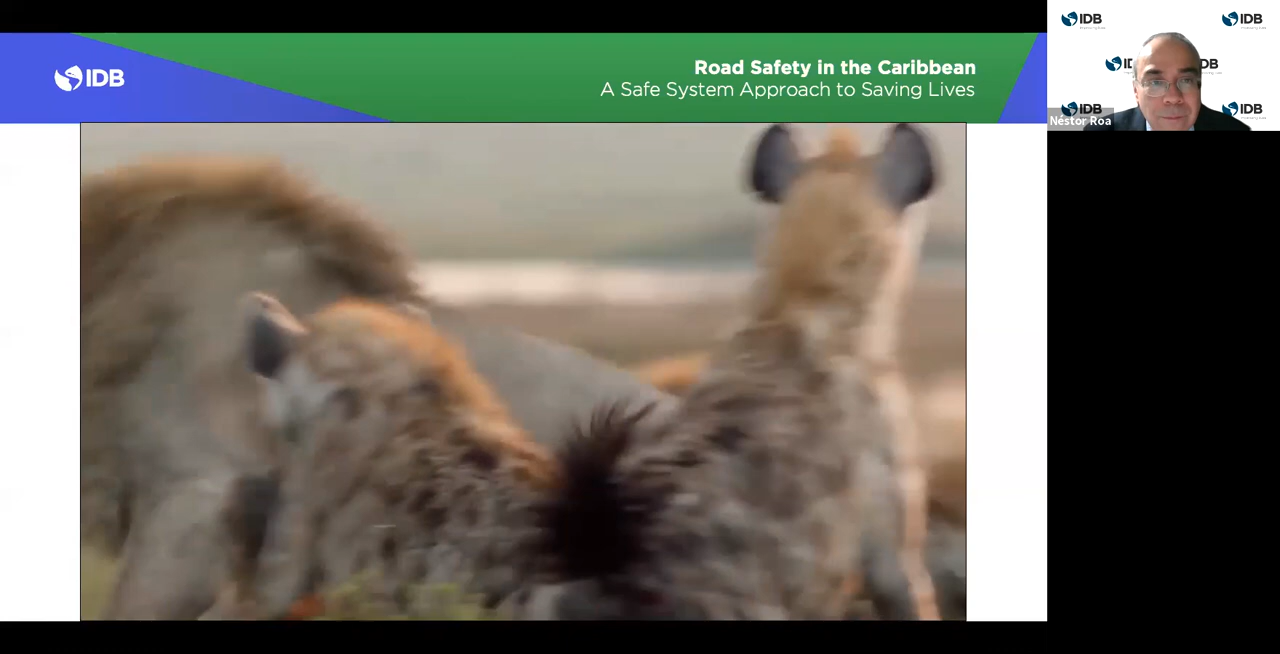 IDB
Road Safety in the Caribbean
A Safe System Approach to Saving Lives
IDB
IDB
IDB
IDB
IDB
Néstor Roa